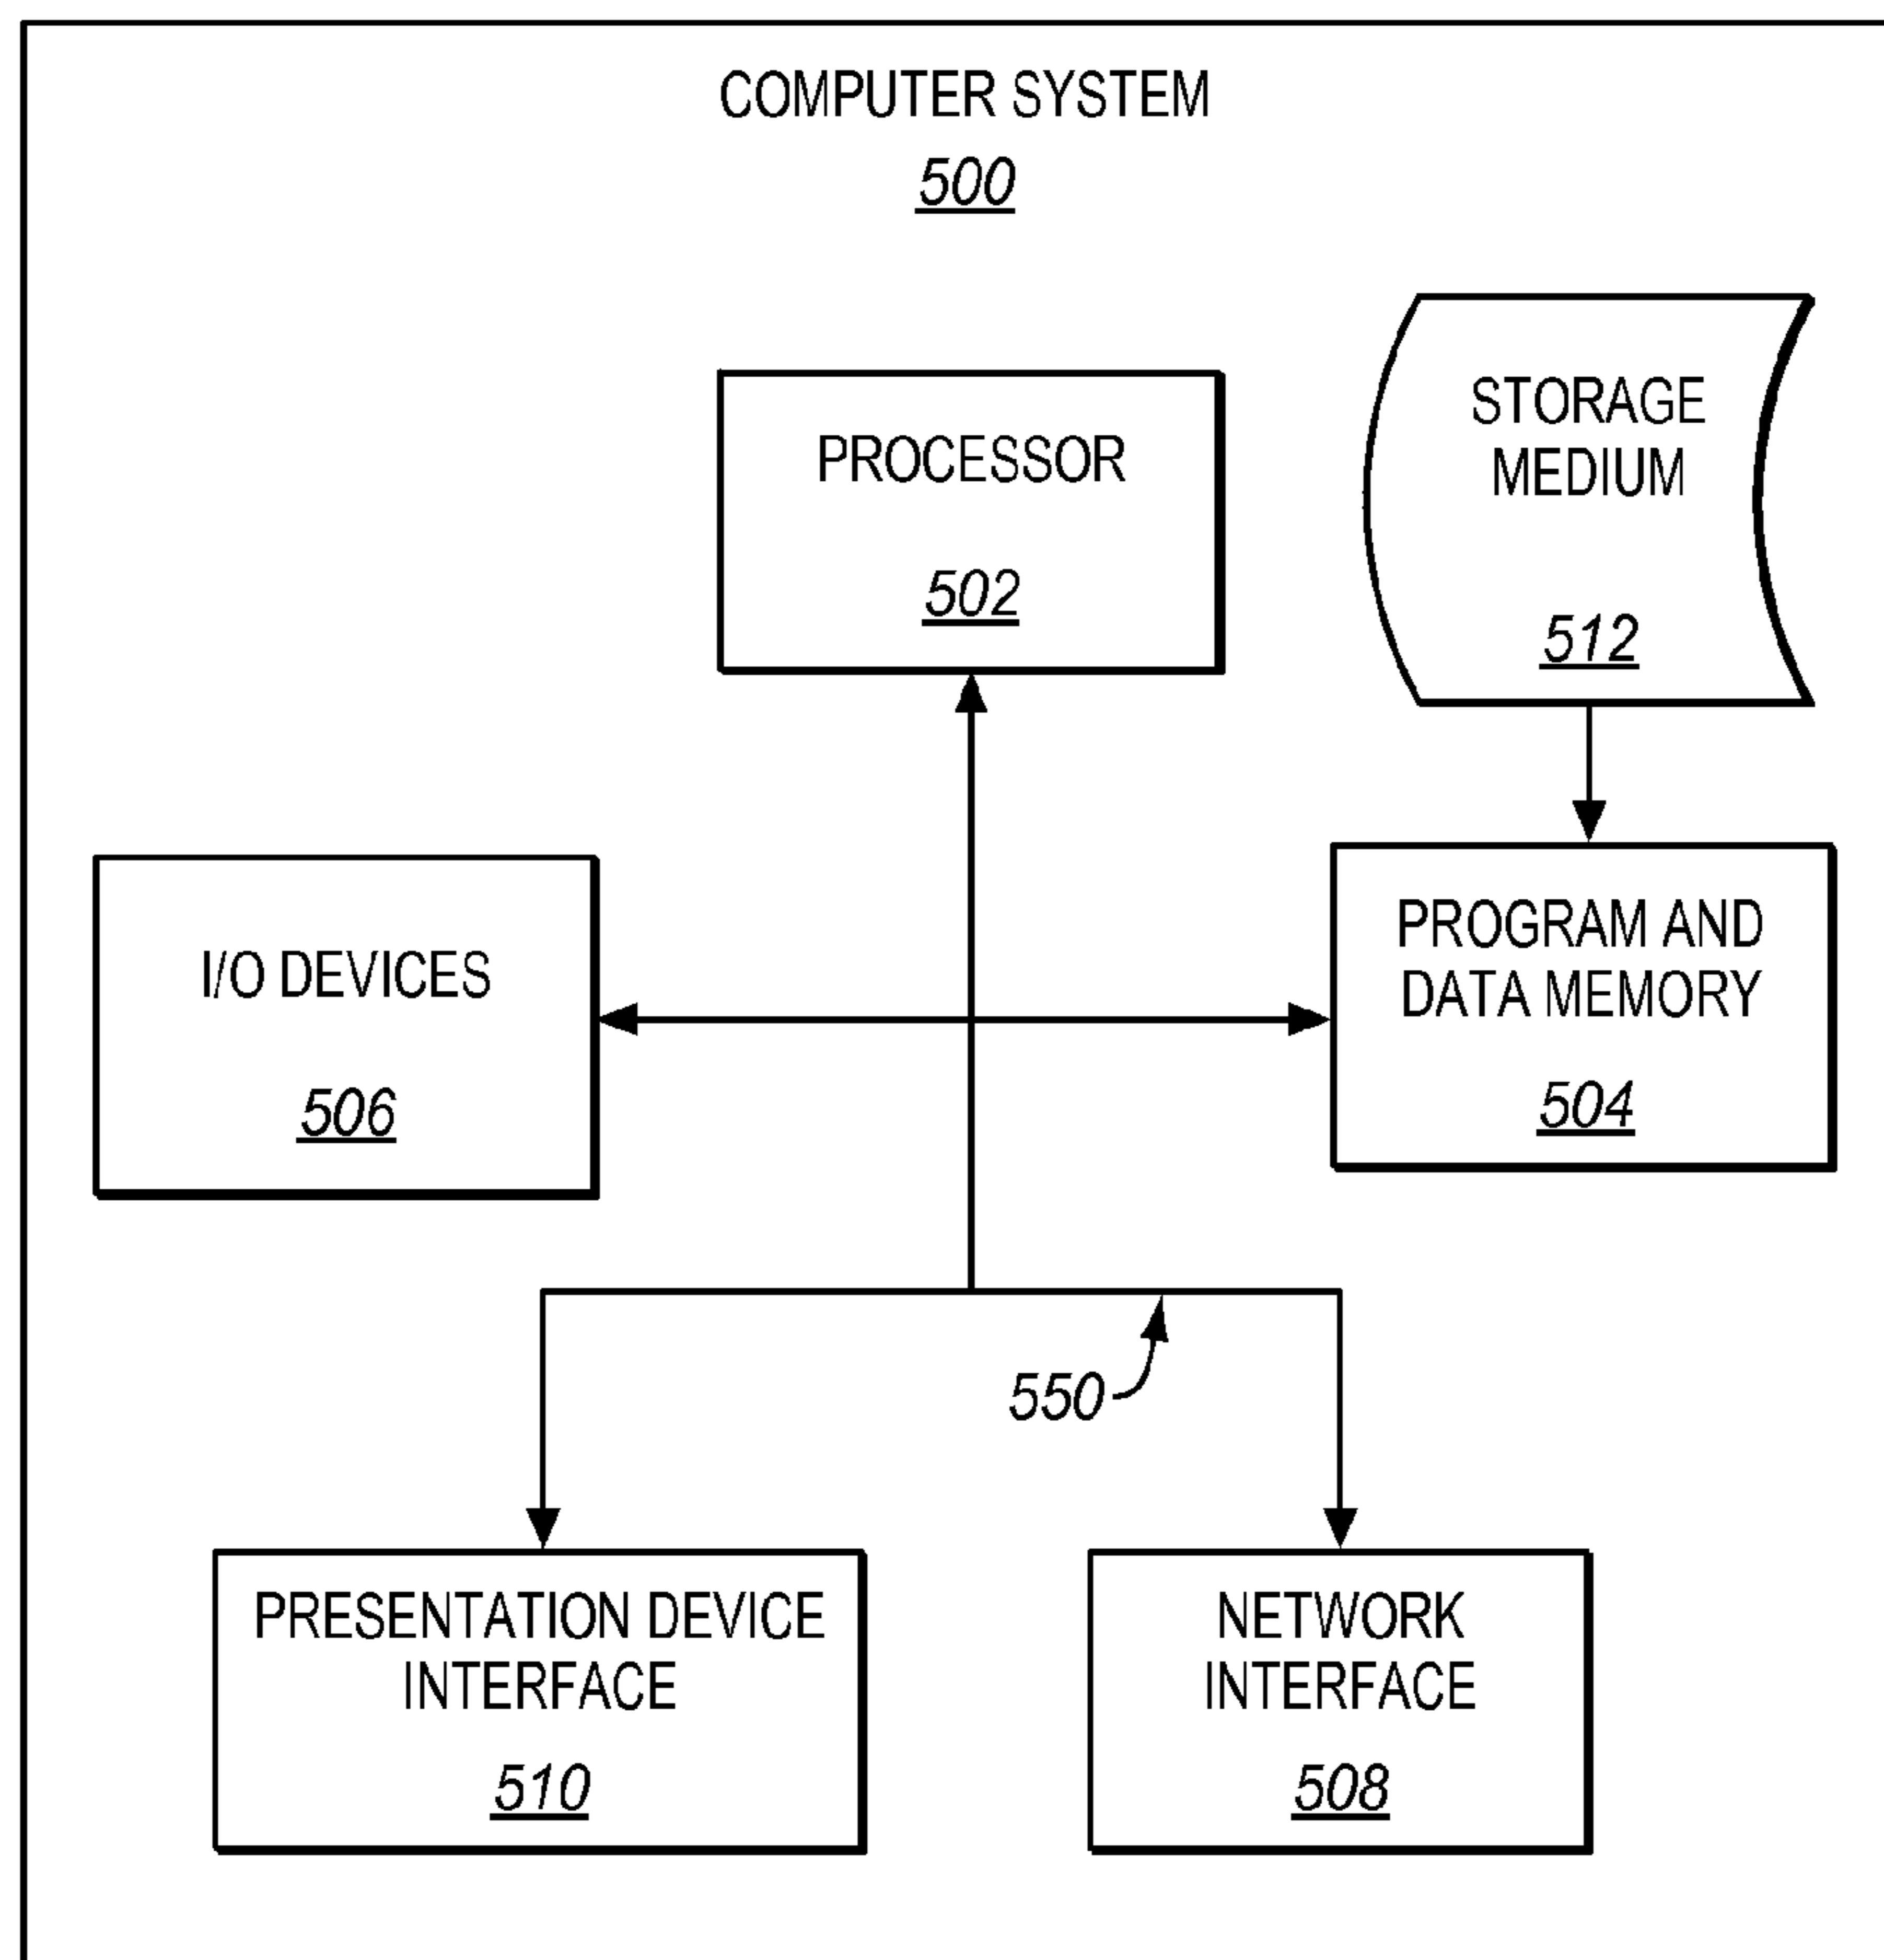 COMPUTER SYSTEM
500
PROCESSOR
502
STORAGE
MEDIUM
512
I/O DEVICES
506
PROGRAM AND
DATA MEMORY
504
550
PRESENTATION DEVICE
INTERFACE
510
NETWORK
INTERFACE
508